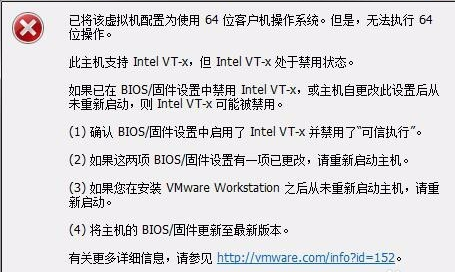 已将该虚拟机配置为使用 64 位客户机操作系统。但是，无法执行 64
位操作。
此主机支持 Intel VT-x，但 Intel VT-x 处于禁用状态。
如果已在 BIOS/固件设置中禁用 Intel VT-x，或主机自更改此设置后从
未重新启动，则 Intel VT-x 可能被禁用。
(1) 确认 BIOS/固件设置中启用了 Intel VT-x 并禁用了“可信执行”。
(2) 如果这两项 BIOS/固件设置有一项已更改，请重新启动主机。
(3) 如果您在安装 VMware Workstation 之后从未重新启动主机，请重
新启动。
(4) 将主机的 BIOS/固件更新至最新版本。
有关更多详细信息，请参见 http://vmware.com/info?id=152。